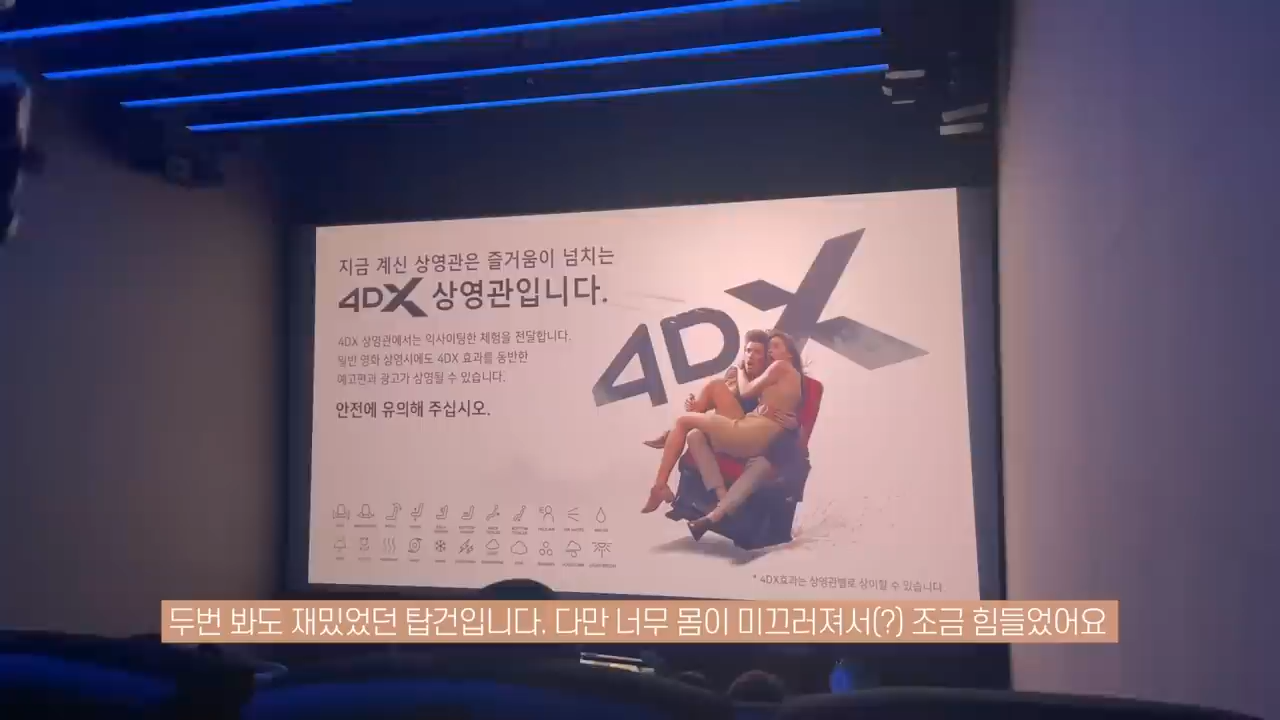 지금 계신 상영관은 즐거움이 넘치는
4DX 상영관입니다.
4DX 상영관에서는 익사이팅한 체험을 전달합니다.
일반 영화 상영시에도 4DX 효과를 동반한
예고편과 광고가 상영될 수 있습니다.
안전에 유의해 주십시오.
4DX
* 4DX효과는 상영관별로 상이할 수 있습니다.
두번 봐도 재밌었던 탑건입니다. 다만 너무 몸이 미끄러져서(?) 조금 힘들었어요